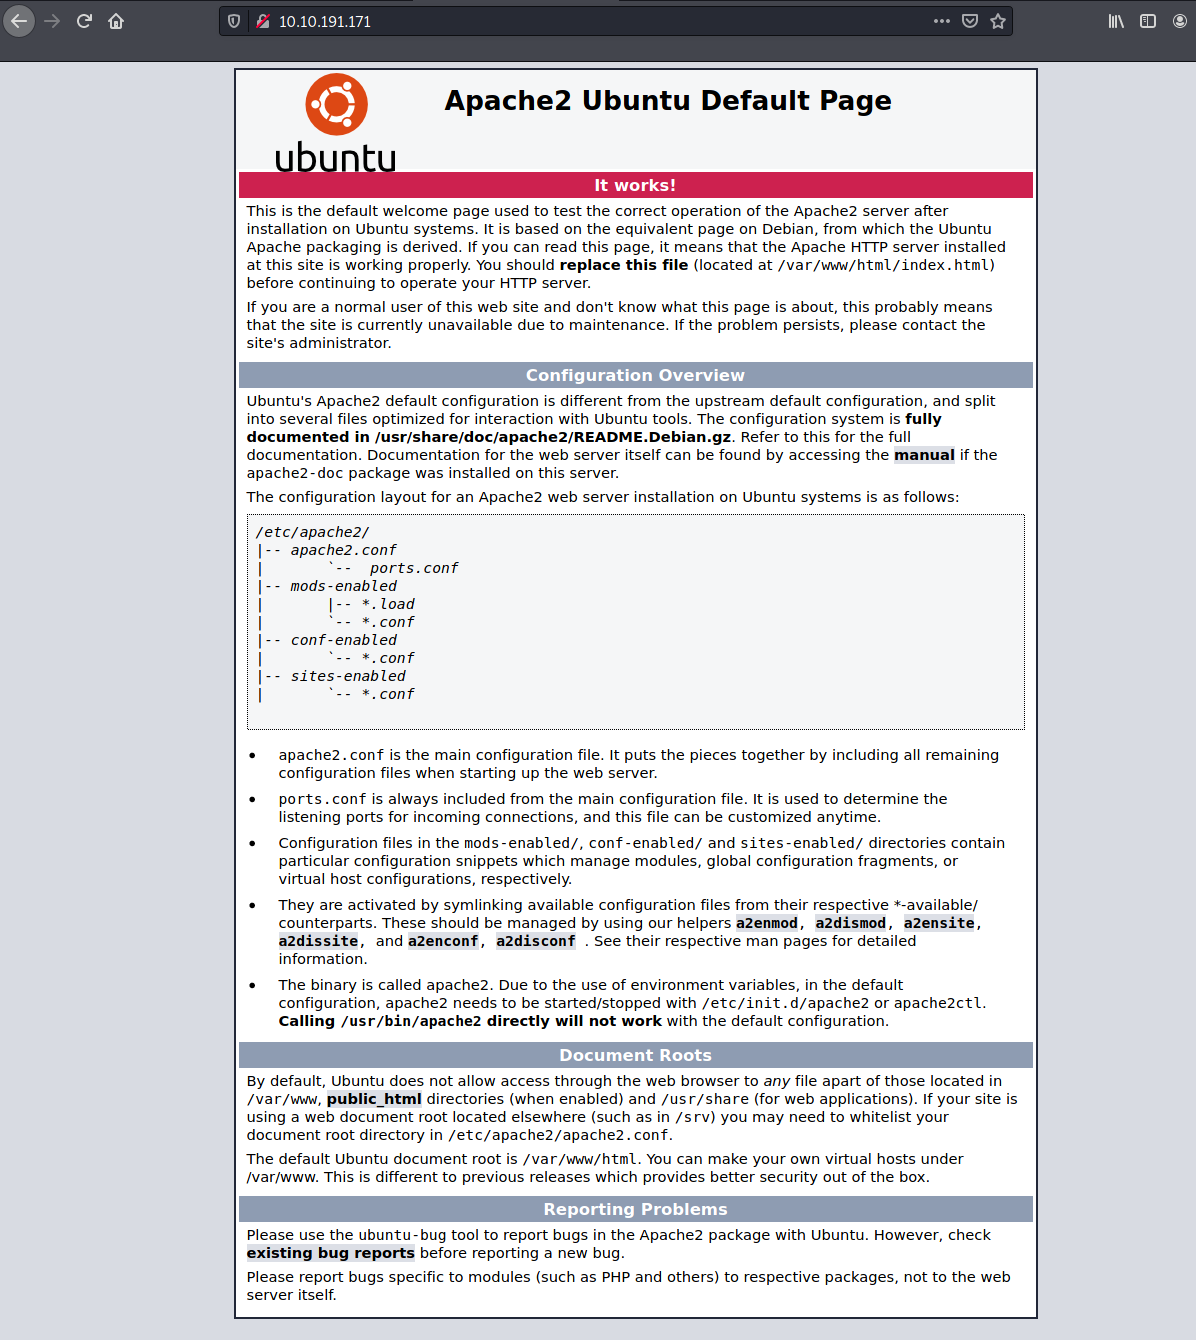 10.10.191.171
Apache2 Ubuntu Default Page
ubuntu
It works!
This is the default welcome page used to test the correct operation of the Apache2 server after
installation on Ubuntu systems. It is based on the equivalent page on Debian, from which the Ubuntu
Apache packaging is derived. If you can read this page, it means that the Apache HTTP server installed
at this site is working properly. You should replace this file (located at /var/www/html/index.html)
before continuing to operate your HTTP server.
If you are a normal user of this web site and don't know what this page is about, this probably means
that the site is currently unavailable due to maintenance. If the problem persists, please contact the
site's administrator.
Configuration Overview
Ubuntu's Apache2 default configuration is different from the upstream default configuration, and split
into several files optimized for interaction with Ubuntu tools. The configuration system is fully
documented in /usr/share/doc/apache2/README.Debian.gz. Refer to this for the full
documentation. Documentation for the web server itself can be found by accessing the manual if the
apache2-doc package was installed on this server.
The configuration layout for an Apache2 web server installation on Ubuntu systems is as follows:
/etc/apache2/
|-- apache2.conf
|       `--  ports.conf
|-- mods-enabled
|       |-- *.load
|       `-- *.conf
|-- conf-enabled
|       `-- *.conf
|-- sites-enabled
|       `-- *.conf
• apache2.conf is the main configuration file. It puts the pieces together by including all remaining
configuration files when starting up the web server.
• ports.conf is always included from the main configuration file. It is used to determine the
listening ports for incoming connections, and this file can be customized anytime.
• Configuration files in the mods-enabled/, conf-enabled/ and sites-enabled/ directories contain
particular configuration snippets which manage modules, global configuration fragments, or
virtual host configurations, respectively.
• They are activated by symlinking available configuration files from their respective *-available/
counterparts. These should be managed by using our helpers a2enmod, a2dismod, a2ensite,
a2dissite, and a2enconf, a2disconf . See their respective man pages for detailed
information.
• The binary is called apache2. Due to the use of environment variables, in the default
configuration, apache2 needs to be started/stopped with /etc/init.d/apache2 or apache2ctl.
Calling /usr/bin/apache2 directly will not work with the default configuration.
Document Roots
By default, Ubuntu does not allow access through the web browser to any file apart of those located in
/var/www, public_html directories (when enabled) and /usr/share (for web applications). If your site is
using a web document root located elsewhere (such as in /srv) you may need to whitelist your
document root directory in /etc/apache2/apache2.conf.
The default Ubuntu document root is /var/www/html. You can make your own virtual hosts under
/var/www. This is different to previous releases which provides better security out of the box.
Reporting Problems
Please use the ubuntu-bug tool to report bugs in the Apache2 package with Ubuntu. However, check
existing bug reports before reporting a new bug.
Please report bugs specific to modules (such as PHP and others) to respective packages, not to the web
server itself.